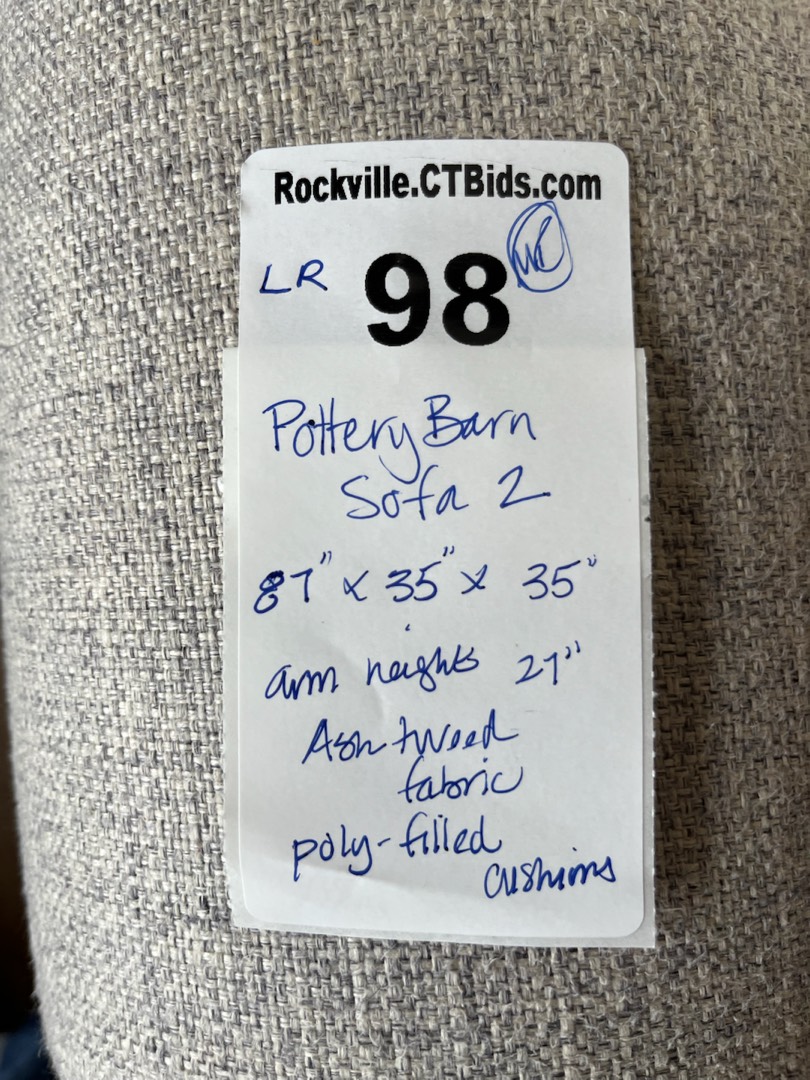 Rockville.CTBids.com
LR 98
Pottery Barn
Sofa 2
87" x 35" x 35"
arm heights 27"
Ash tweed
fabric
poly-filled
cushions